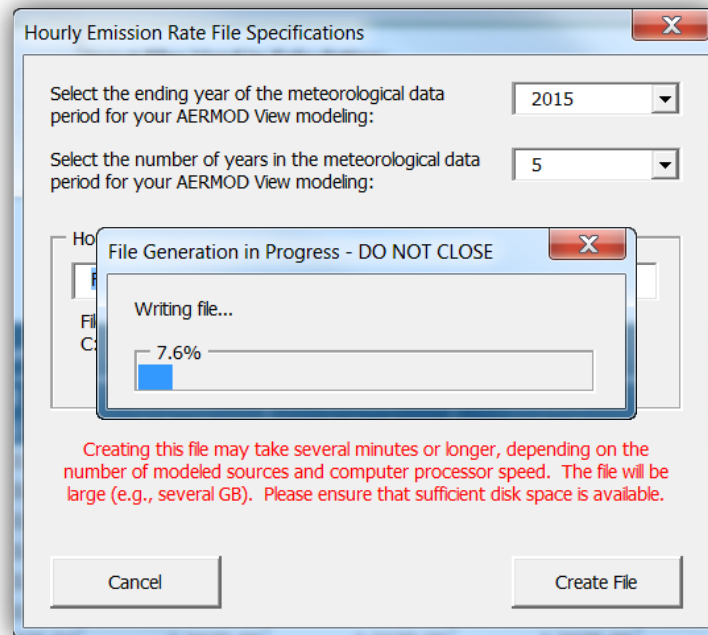 Hourly Emission Rate File Specifications
Select the ending year of the meteorological data
period for your AERMOD View modeling:
2015
Select the number of years in the meteorological data
period for your AERMOD View modeling:
5
File Generation in Progress - DO NOT CLOSE
Writing file...
7.6%
Creating this file may take several minutes or longer, depending on the
number of modeled sources and computer processor speed. The file will be
large (e.g., several GB). Please ensure that sufficient disk space is available.
Cancel
Create File